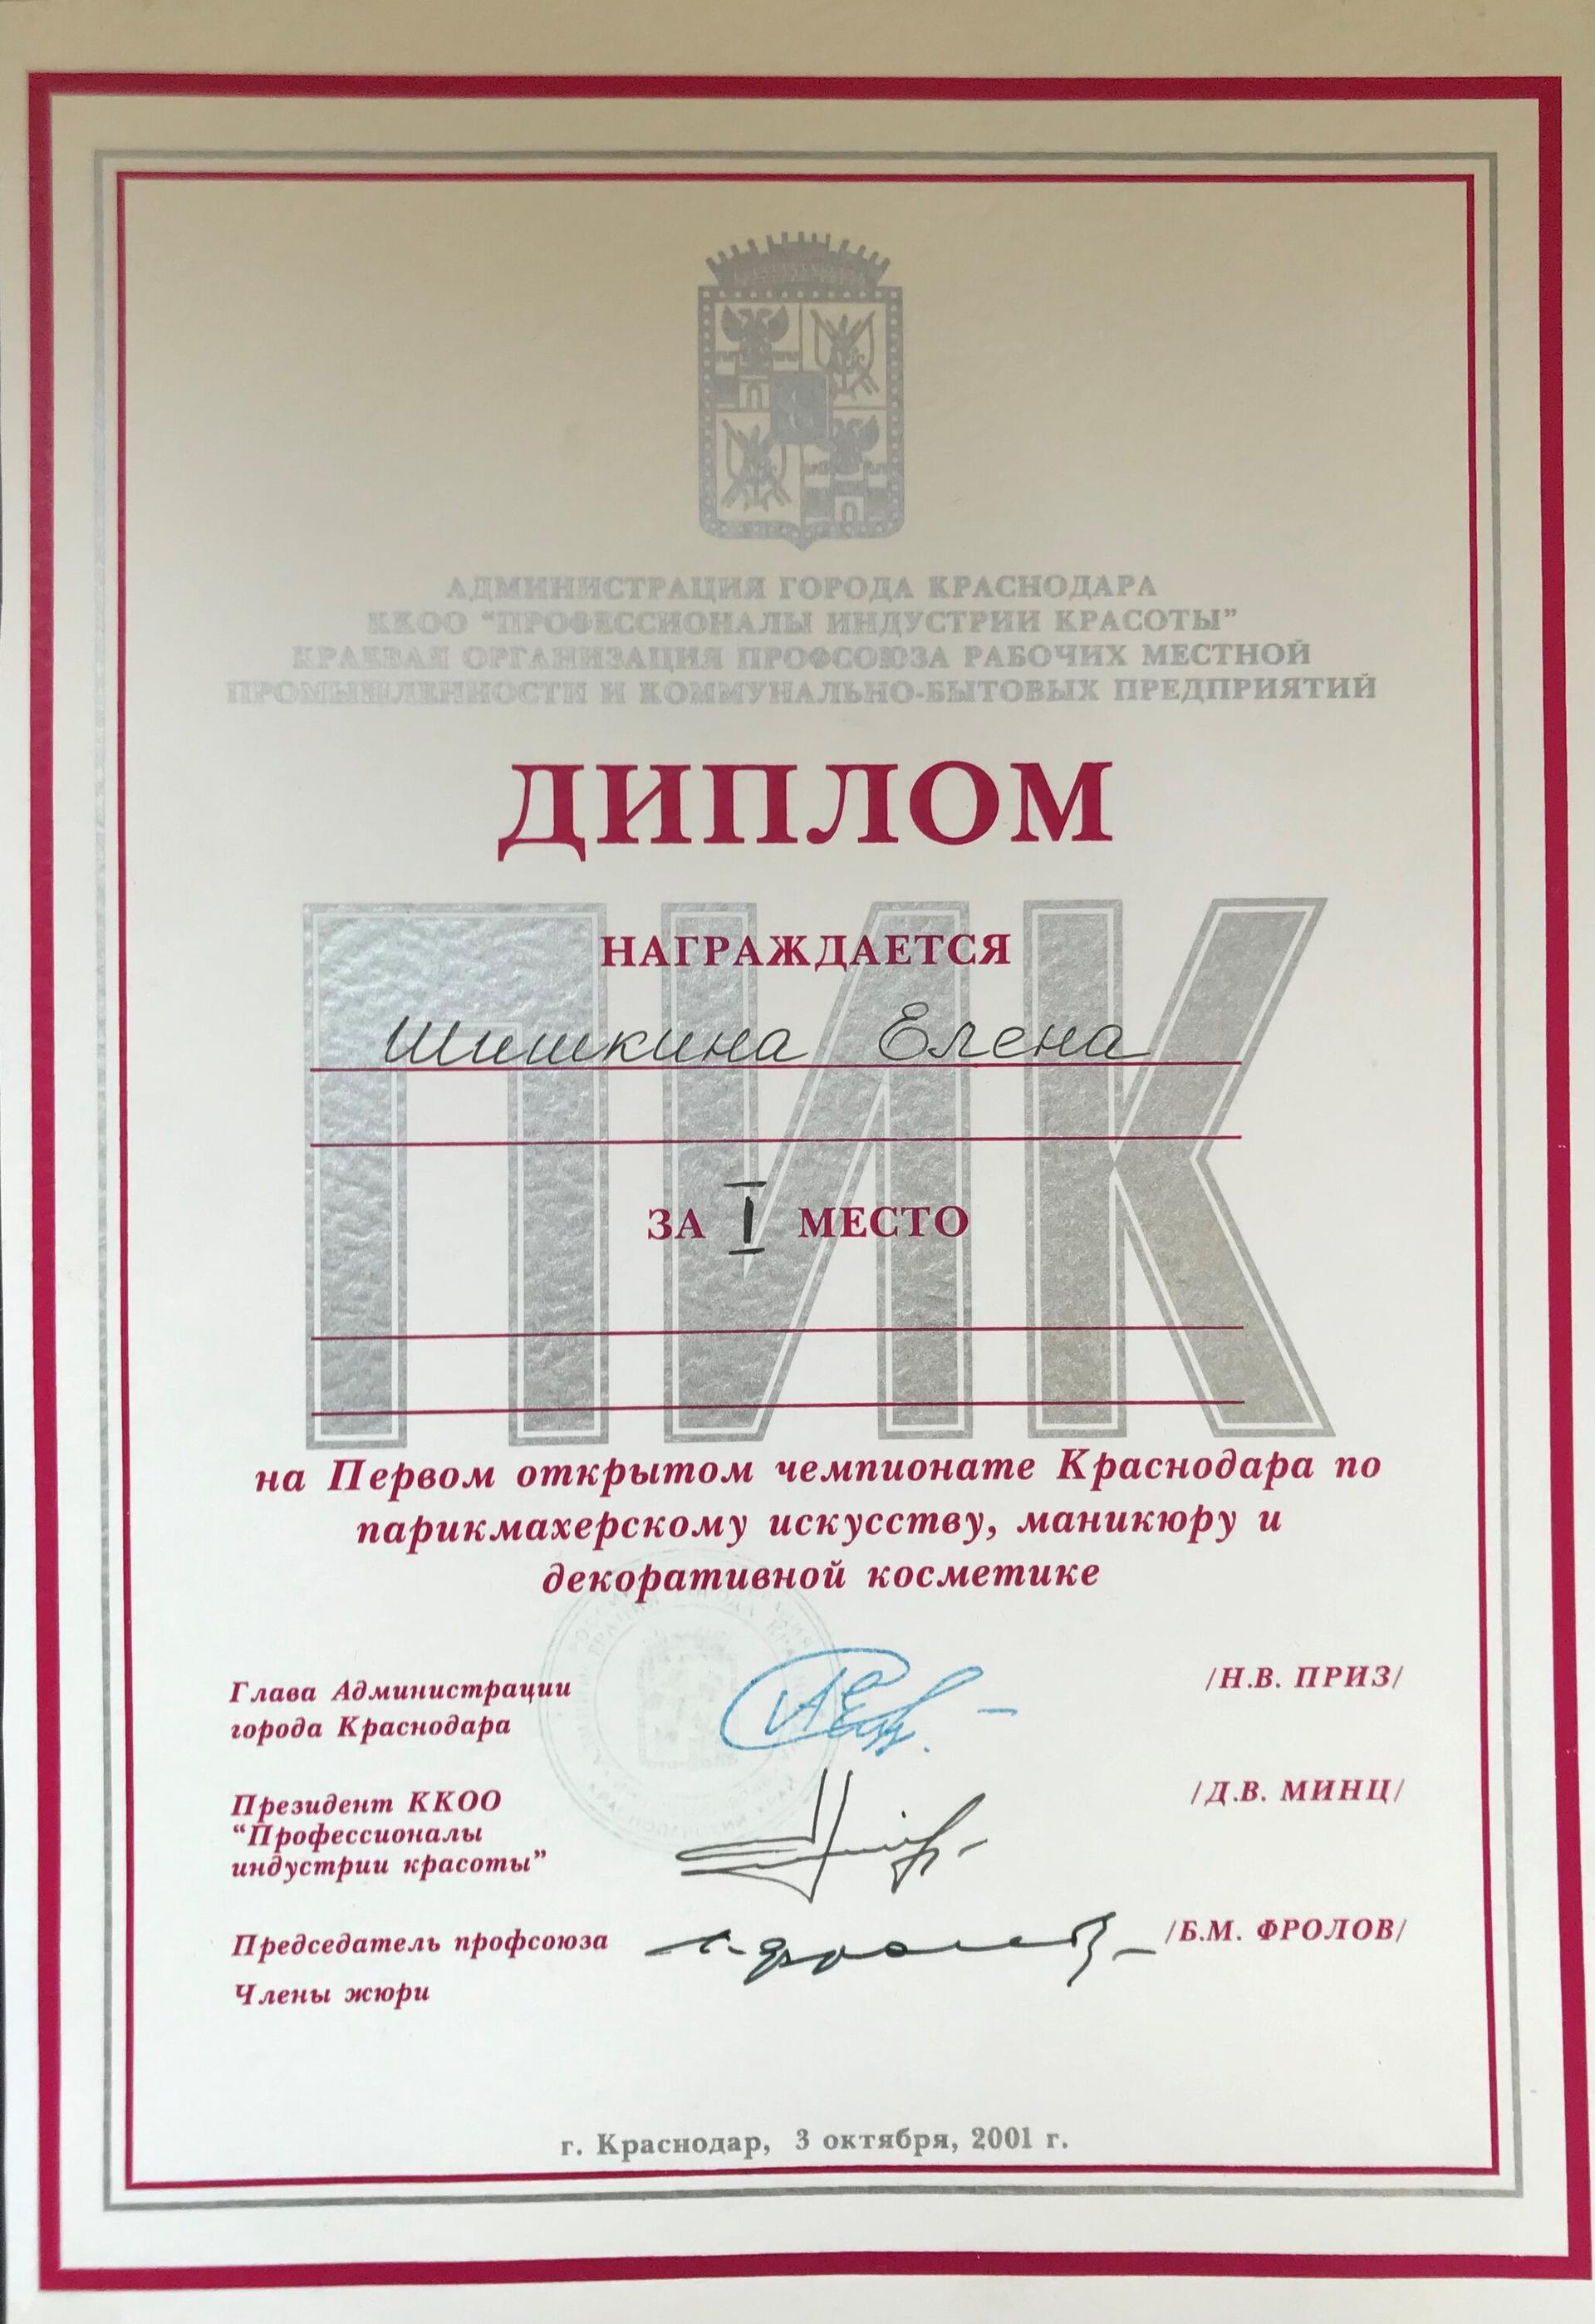 АДМИНИСТРАЦИЯ ГОРОДА КРАСНОДАРА
ККОО “ПРОФЕССИОНАЛЫ ИНДУСТРИИ КРАСОТЫ”
КРАЕВАЯ ОРГАНИЗАЦИЯ ПРОФСОЮЗА РАБОЧИХ МЕСТНОЙ
ПРОМЫШЛЕННОСТИ И КОММУНАЛЬНО-БЫТОВЫХ ПРЕДПРИЯТИЙ
ДИПЛОМ
ПИК
НАГРАЖДАЕТСЯ
Шишкина Елена
ЗА I МЕСТО
на Первом открытом чемпионате Краснодара по
парикмахерскому искусству, маникюру и
декоративной косметике
Глава Администрации
города Краснодара
/Н.В. ПРИЗ/
Президент ККОО
“Профессионалы
индустрии красоты”
/Д.В. МИНЦ/
Председатель профсоюза
/Б.М. ФРОЛОВ/
Члены жюри
г. Краснодар, 3 октября, 2001 г.